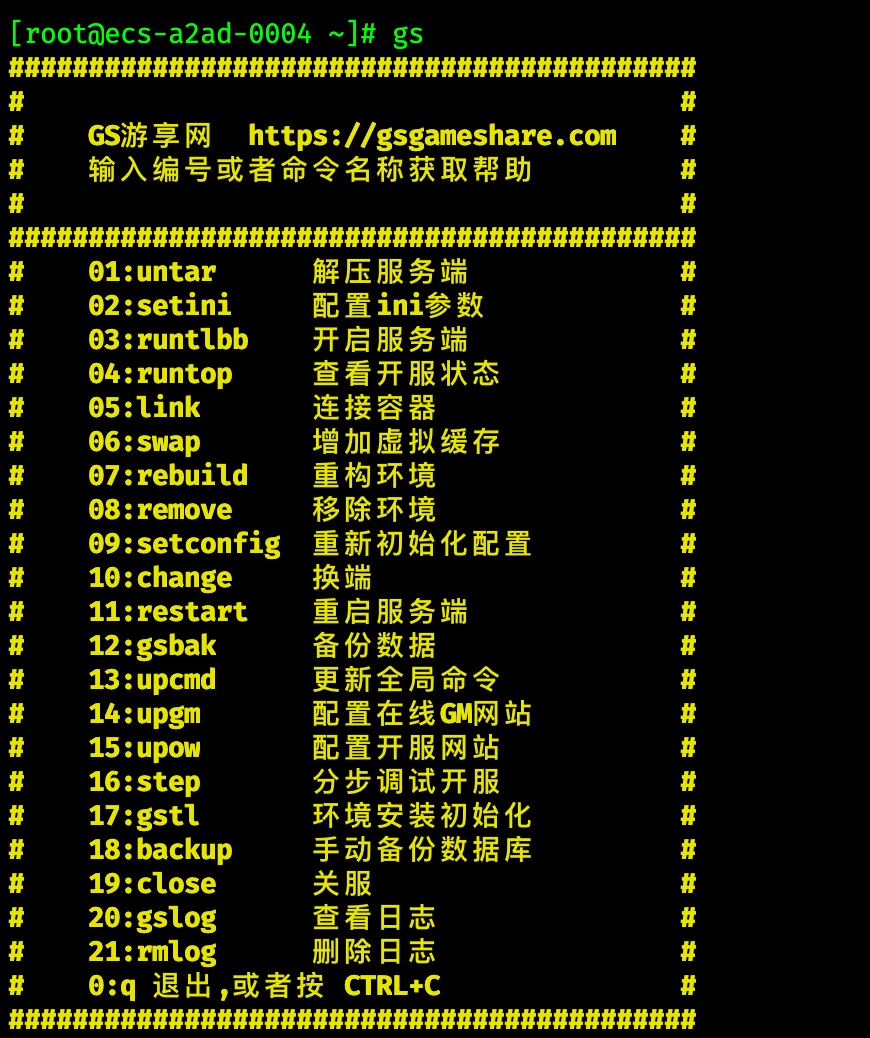 [root@ecs-a2ad-0004 ~]# gs
###########################################
#                                         #
#    GS游享网  https://gsgameshare.com    #
#    输入编号或者命令名称获取帮助         #
#                                         #
###########################################
#    01:untar      解压服务端             #
#    02:setini     配置ini参数            #
#    03:runtlbb    开启服务端             #
#    04:runtop     查看开服状态           #
#    05:link       连接容器               #
#    06:swap       增加虚拟缓存           #
#    07:rebuild    重构环境               #
#    08:remove     移除环境               #
#    09:setconfig  重新初始化配置         #
#    10:change     换端                   #
#    11:restart    重启服务端             #
#    12:gsbak      备份数据               #
#    13:upcmd      更新全局命令           #
#    14:upgm       配置在线GM网站         #
#    15:upow       配置开服网站           #
#    16:step       分步调试开服           #
#    17:gstl       环境安装初始化         #
#    18:backup     手动备份数据库         #
#    19:close      关服                   #
#    20:gslog      查看日志               #
#    21:rmlog      删除日志               #
#    0:q 退出,或者按 CTRL+C               #
###########################################